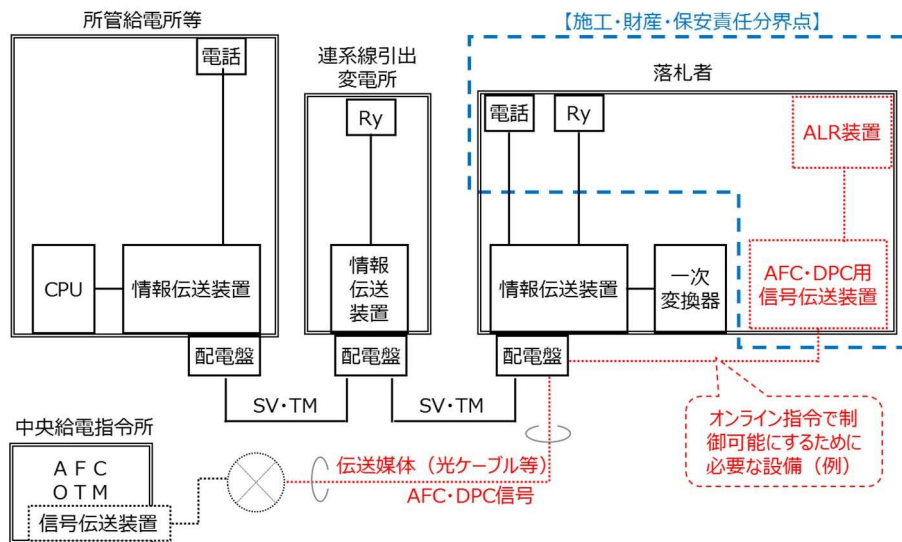 所管給電所等
電話
CPU
情報伝送装置
配電盤
連系線引出
変電所
Ry
情報
伝送
装置
配電盤
【施工・財産・保安責任分界点】
落札者
電話
Ry
ALR装置
情報伝送装置
一次
変換器
AFC・DPC用
信号伝送装置
配電盤
SV・TM
SV・TM
オンライン指令で制
御可能にするために
必要な設備（例）
中央給電指令所
ＡＦＣ
ＯＴＭ
信号伝送装置
伝送媒体（光ケーブル等）
AFC・DPC信号